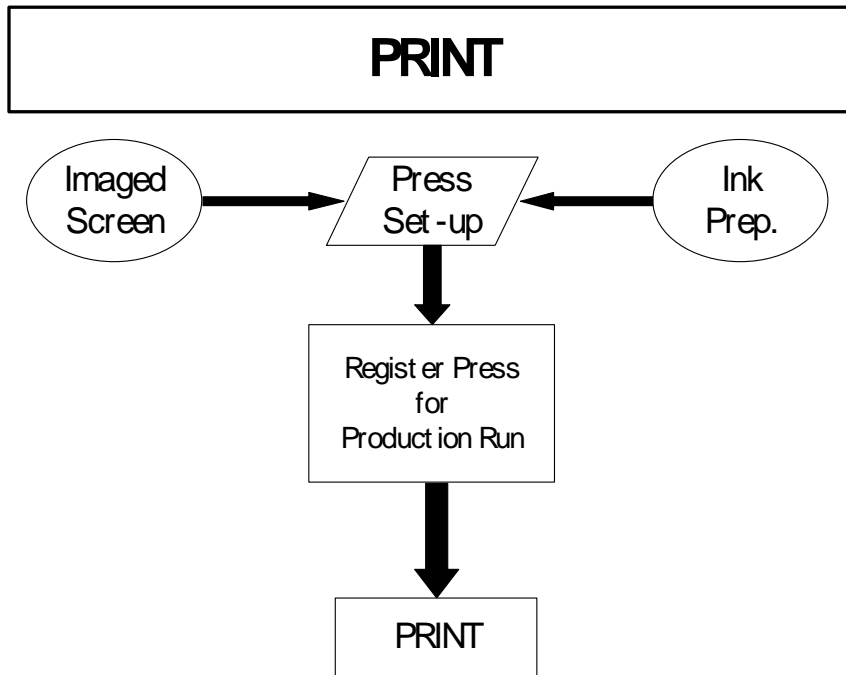 PRINT
Imaged
Screen
Press
Set-up
Ink
Prep.
Register Press
for
Production Run
PRINT